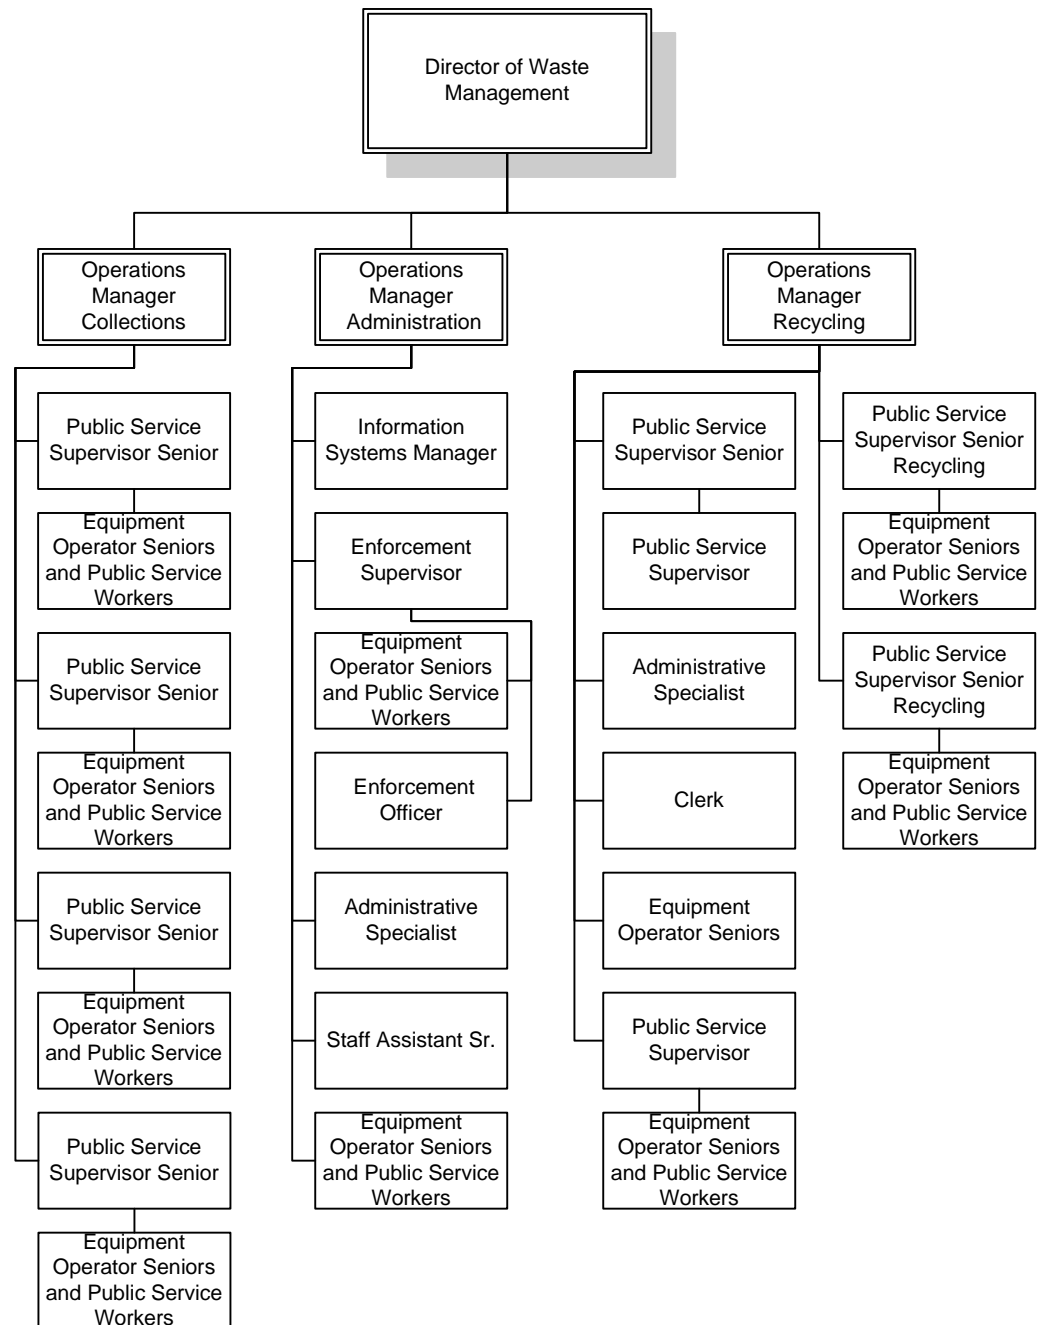 Director of Waste
Management
Operations
Manager
Collections
Operations
Manager
Administration
Operations
Manager
Recycling
Public Service
Supervisor Senior
Equipment
Operator Seniors
and Public Service
Workers
Public Service
Supervisor Senior
Equipment
Operator Seniors
and Public Service
Workers
Public Service
Supervisor Senior
Equipment
Operator Seniors
and Public Service
Workers
Public Service
Supervisor Senior
Equipment
Operator Seniors
and Public Service
Workers
Information
Systems Manager
Enforcement
Supervisor
Equipment
Operator Seniors
and Public Service
Workers
Enforcement
Officer
Administrative
Specialist
Staff Assistant Sr.
Equipment
Operator Seniors
and Public Service
Workers
Public Service
Supervisor Senior
Public Service
Supervisor
Administrative
Specialist
Clerk
Equipment
Operator Seniors
Public Service
Supervisor
Equipment
Operator Seniors
and Public Service
Workers
Public Service
Supervisor Senior
Recycling
Equipment
Operator Seniors
and Public Service
Workers
Public Service
Supervisor Senior
Recycling
Equipment
Operator Seniors
and Public Service
Workers